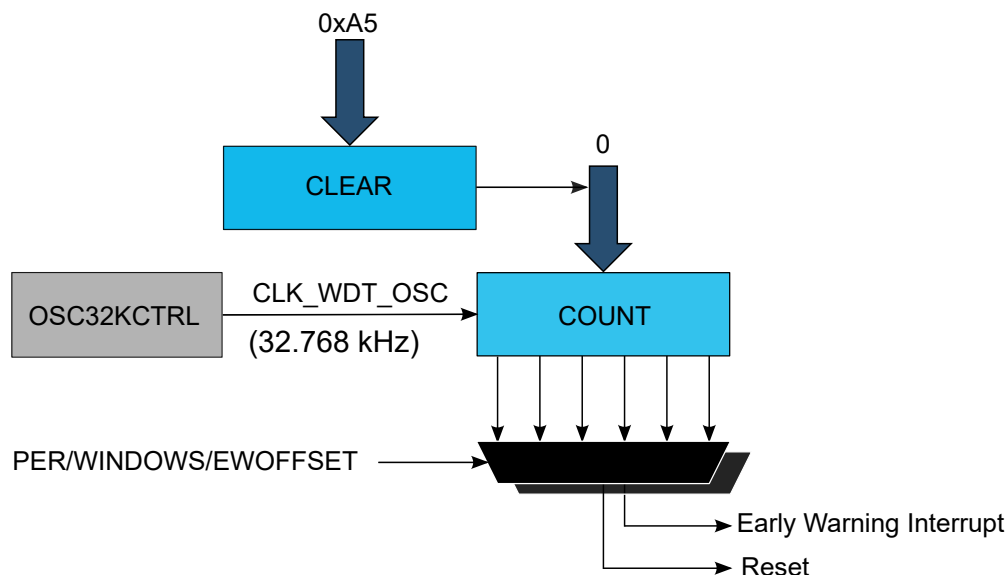 0xA5
CLEAR
0
OSC32KCTRL
CLK_WDT_OSC
(32.768 kHz)
COUNT
PER/WINDOWS/EWOFFSET
Early Warning Interrupt
Reset